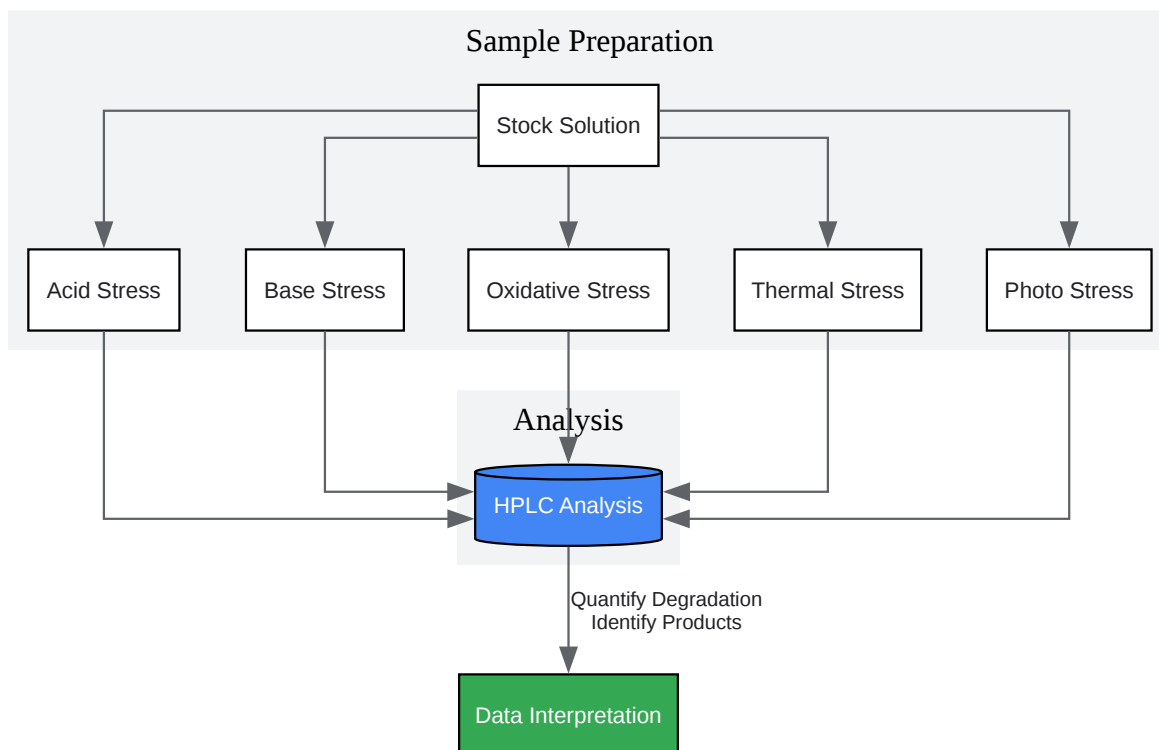 Sample Preparation
Stock Solution
Acid Stress
Base Stress
Oxidative Stress
Thermal Stress
Photo Stress
Analysis
HPLC Analysis
Quantify Degradation
Identify Products
Data Interpretation